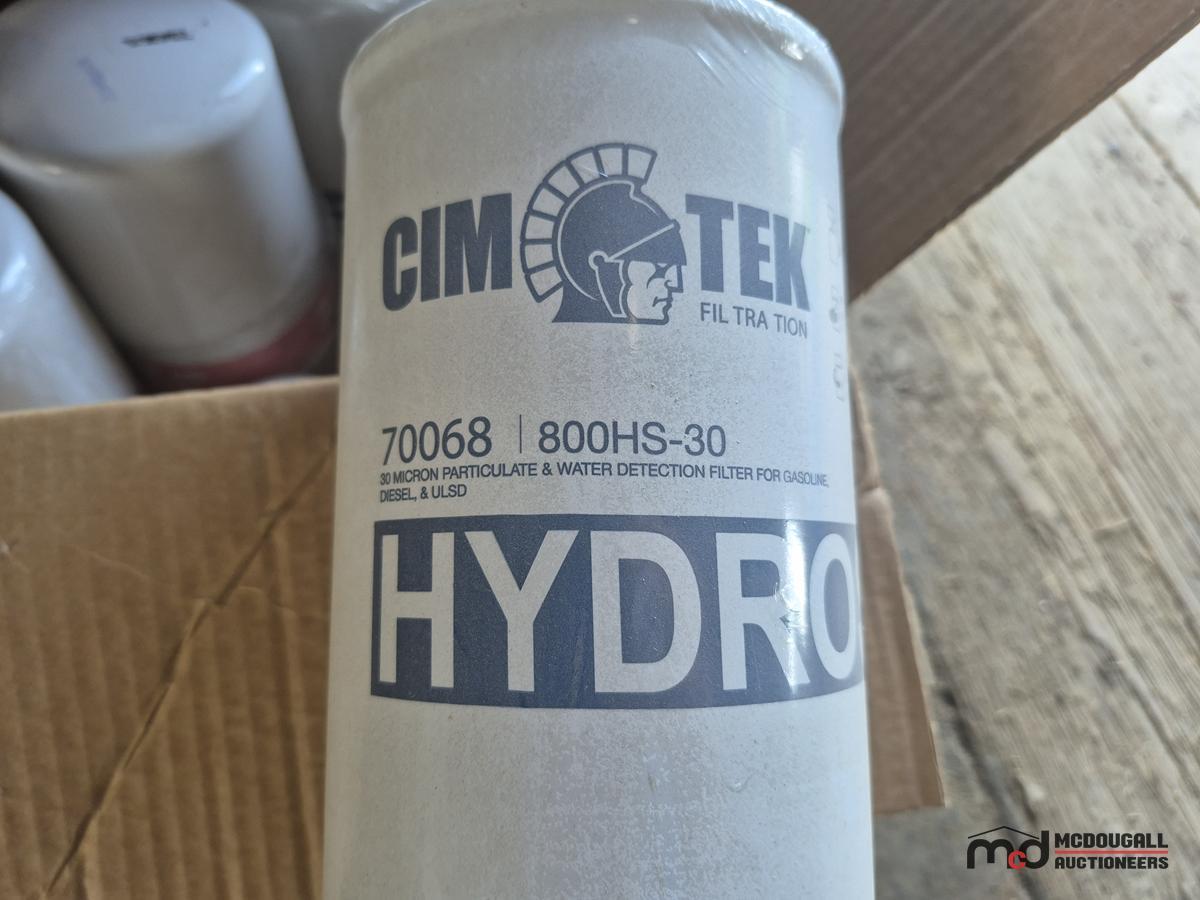 CIM TEK
FIL TRA TION
70068 | 800HS-30
30 MICRON PARTICULATE & WATER DETECTION FILTER FOR GASOLINE,
DIESEL, & ULSD
HYDRO
mcd MCDOUGALL
AUCTIONEERS